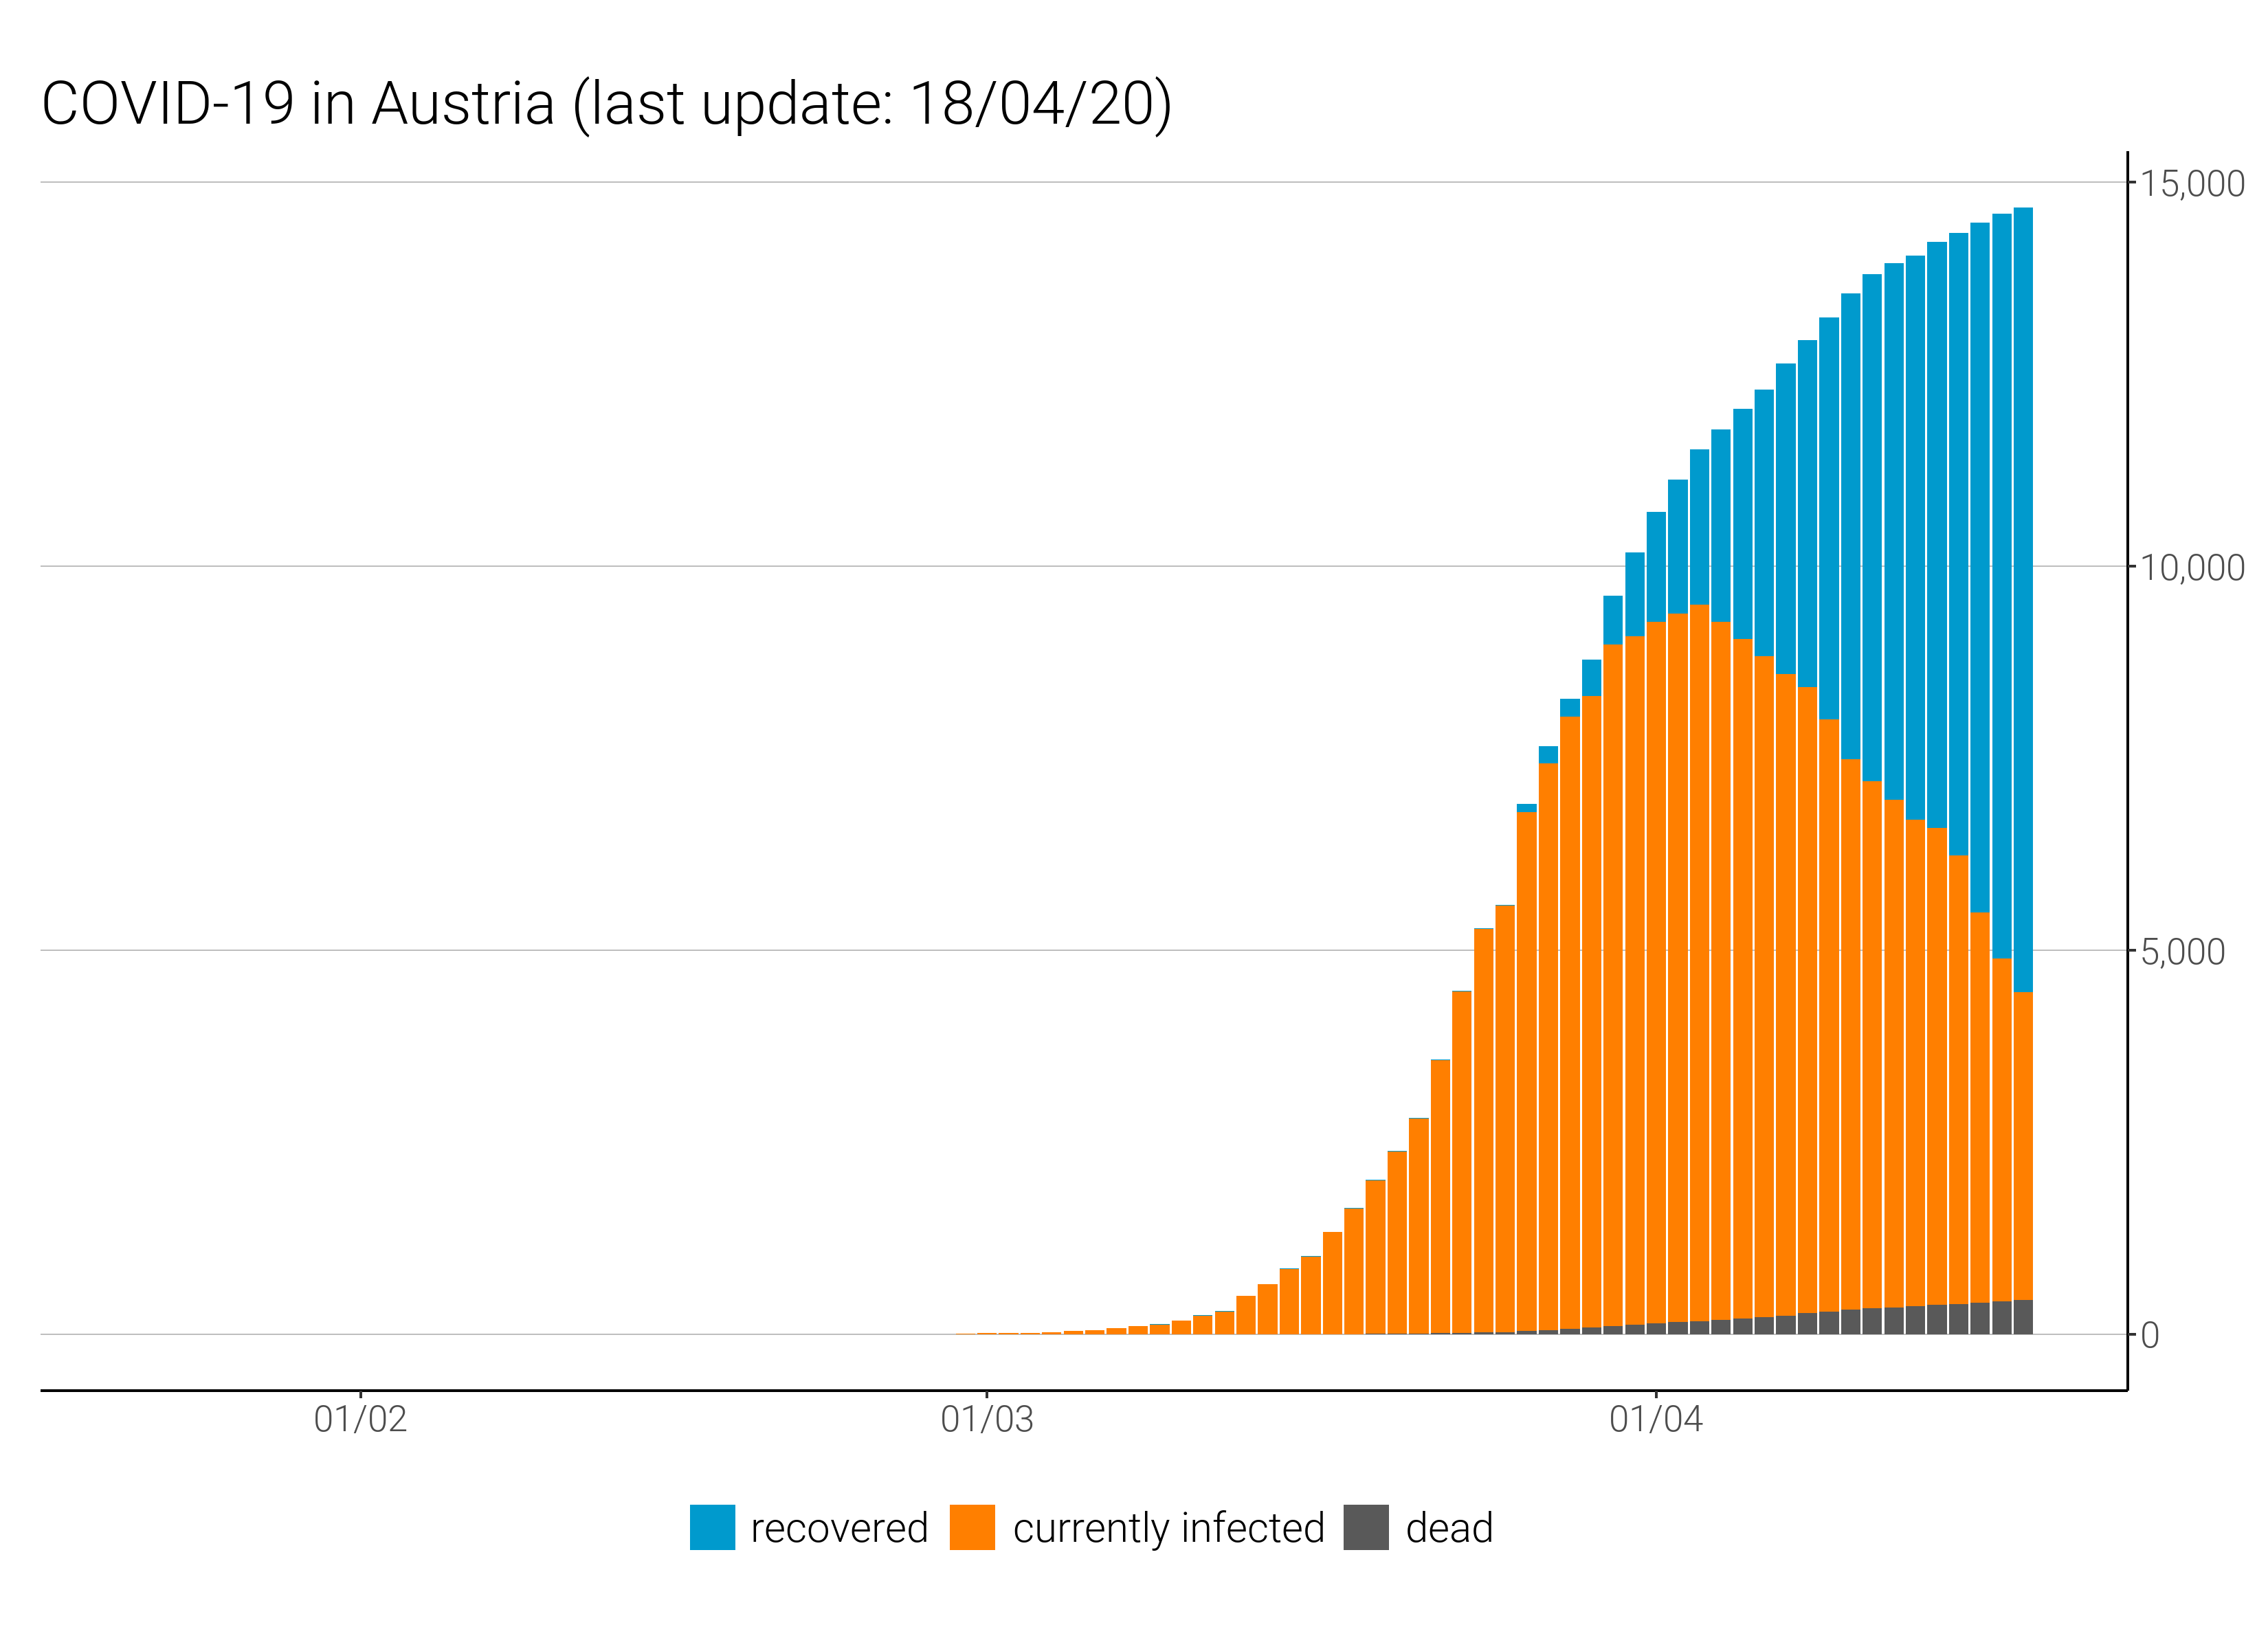 COVID-19 in Austria (last update: 18/04/20)
15,000
10,000
5,000
0
01/02 01/03 01/04
recovered currently infected dead